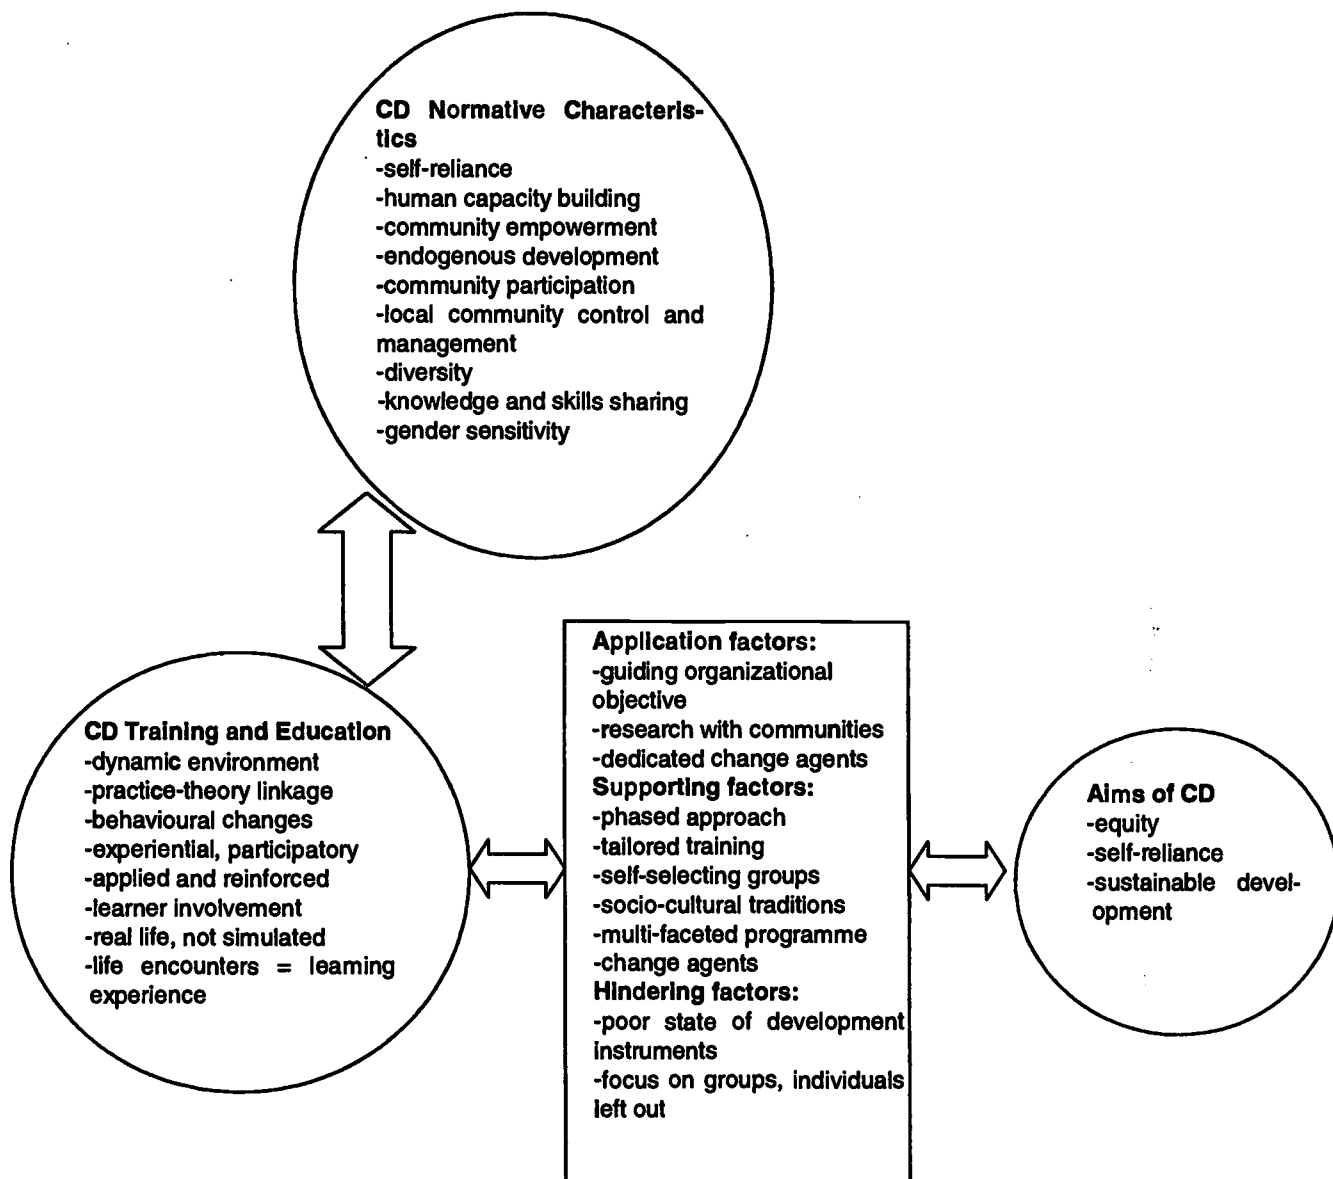 CD Normative Characteris-
tics
-self-reliance
-human capacity building
-community empowerment
-endogenous development
-community participation
-local community control and
management
-diversity
-knowledge and skills sharing
-gender sensitivity
CD Training and Education
-dynamic environment
-practice-theory linkage
-behavioural changes
-experiential, participatory
-applied and reinforced
-learner involvement
-real life, not simulated
-life encounters = learning
experience
Application factors:
-guiding organizational
objective
-research with communities
-dedicated change agents
Supporting factors:
-phased approach
-tailored training
-self-selecting groups
-socio-cultural traditions
-multi-faceted programme
-change agents
Hindering factors:
-poor state of development
instruments
-focus on groups, individuals
left out
Aims of CD
-equity
-self-reliance
-sustainable devel-
opment